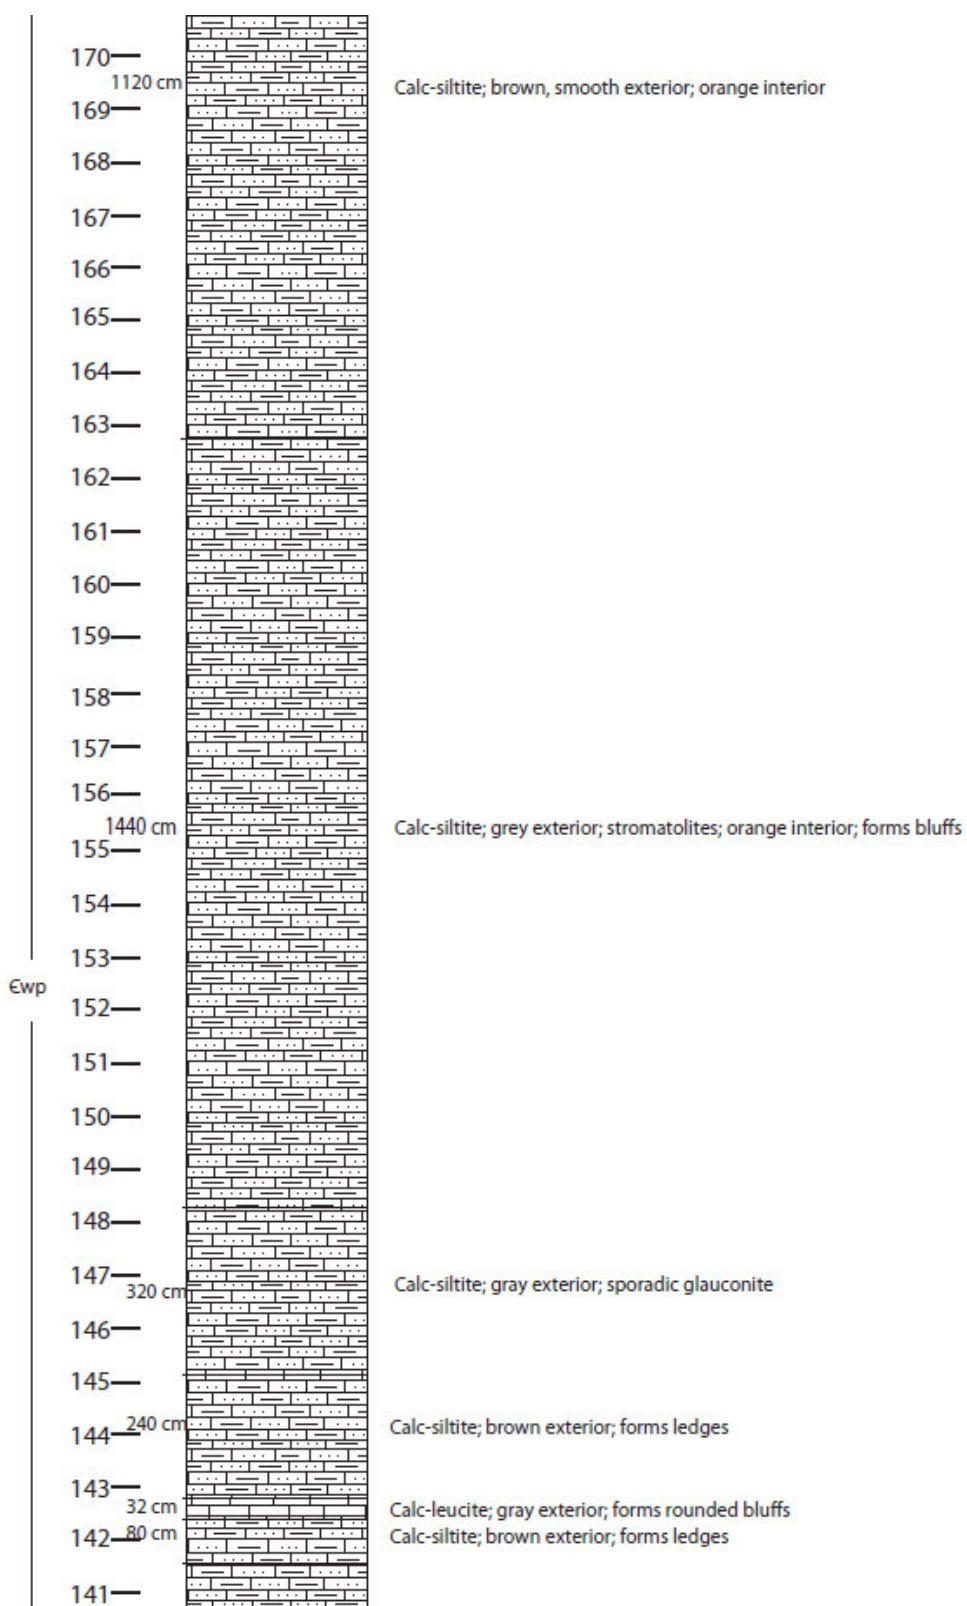 170
1120 cm
Calc-siltite; brown, smooth exterior; orange interior
169
168
167
166
165
164
163
162
161
160
159
158
157
156
1440 cm
Calc-siltite; grey exterior; stromatolites; orange interior; forms bluffs
155
154
153
Єwp
152
151
150
149
148
147
320 cm
Calc-siltite; gray exterior; sporadic glauconite
146
145
240 cm
Calc-siltite; brown exterior; forms ledges
144
143
32 cm
Calc-leucite; gray exterior; forms rounded bluffs
80 cm
Calc-siltite; brown exterior; forms ledges
142
141